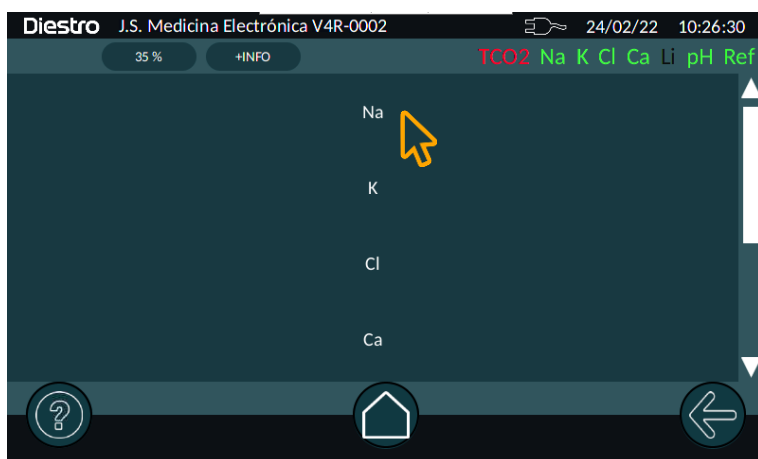 Diestro J.S. Medicina Electrónica V4R-0002 24/02/22 10:26:30
35 % +INFO TCO2 Na K Cl Ca Li pH Ref
Na
K
Cl
Ca
?